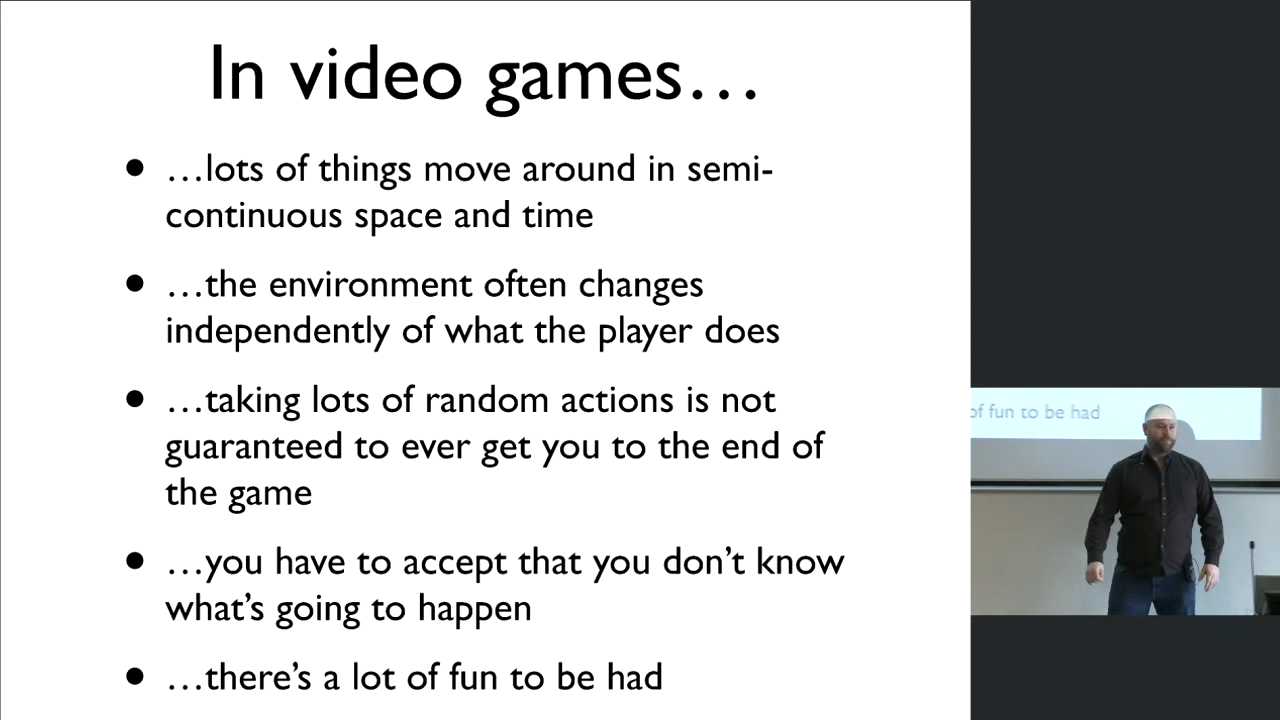 In video games…
• …lots of things move around in semi-
continuous space and time
• …the environment often changes
independently of what the player does
• …taking lots of random actions is not
guaranteed to ever get you to the end of
the game
• …you have to accept that you don’t know
what’s going to happen
• …there’s a lot of fun to be had
of fun to be had